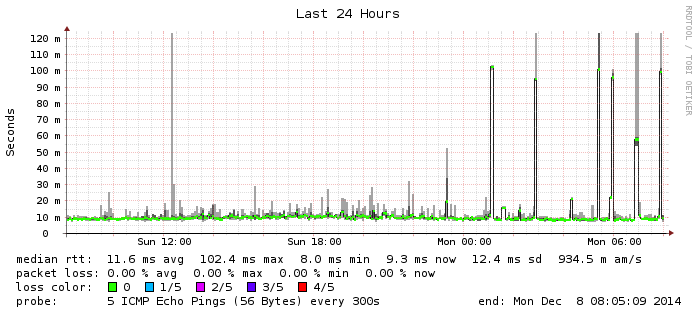 Last 24 Hours
RRDTOOL / TOBI OETIKER
Seconds
120 m
110 m
100 m
90 m
80 m
70 m
60 m
50 m
40 m
30 m
20 m
10 m
0
Sun 12:00 Sun 18:00 Mon 00:00 Mon 06:00
median rtt: 11.6 ms avg 102.4 ms max 8.0 ms min 9.3 ms now 12.4 ms sd 934.5 m am/s
packet loss: 0.00 % avg 0.00 % max 0.00 % min 0.00 % now
loss color: 0 1/5 2/5 3/5 4/5
probe: 5 ICMP Echo Pings (56 Bytes) every 300s end: Mon Dec 8 08:05:09 2014